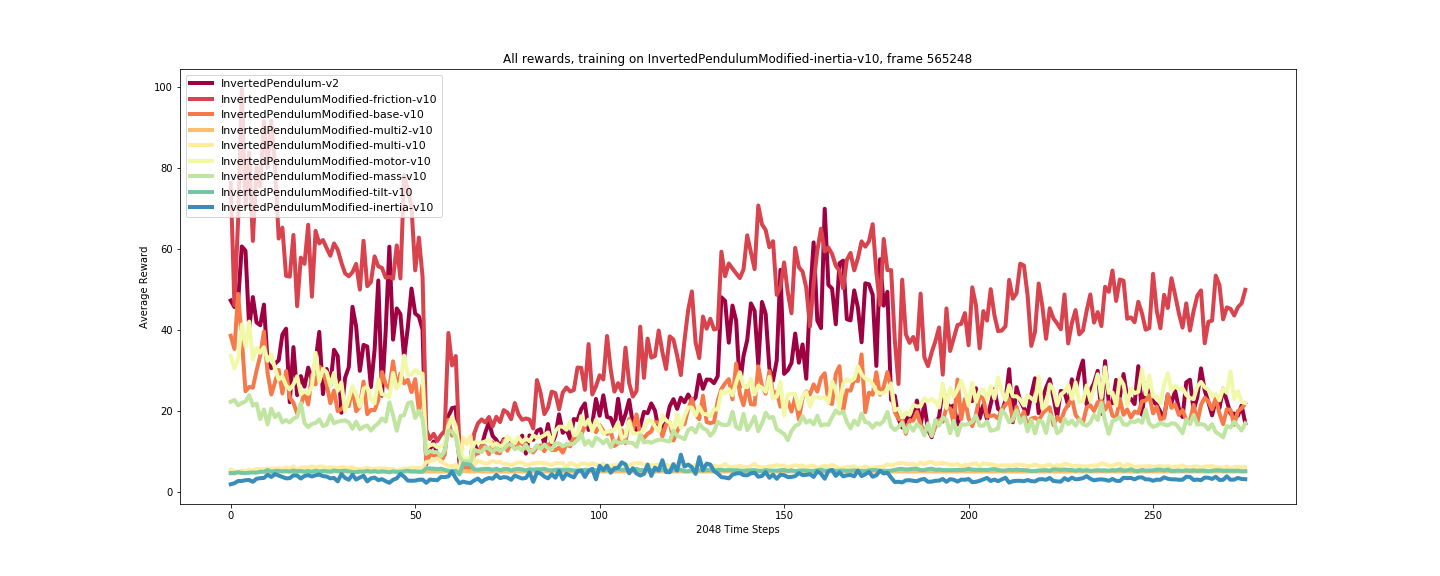 All rewards, training on InvertedPendulumModified-inertia-v10, frame 565248
InvertedPendulum-v2
InvertedPendulumModified-friction-v10
InvertedPendulumModified-base-v10
InvertedPendulumModified-multi2-v10
InvertedPendulumModified-multi-v10
InvertedPendulumModified-motor-v10
InvertedPendulumModified-mass-v10
InvertedPendulumModified-tilt-v10
InvertedPendulumModified-inertia-v10
Average Reward
100
80
60
40
20
0
0 50 100 150 200 250
2048 Time Steps